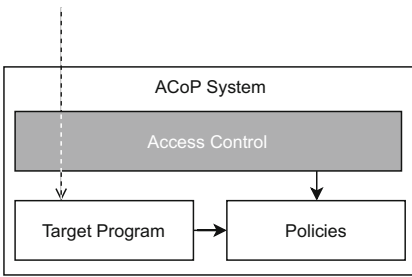 ACoP System
Access Control
Target Program
Policies